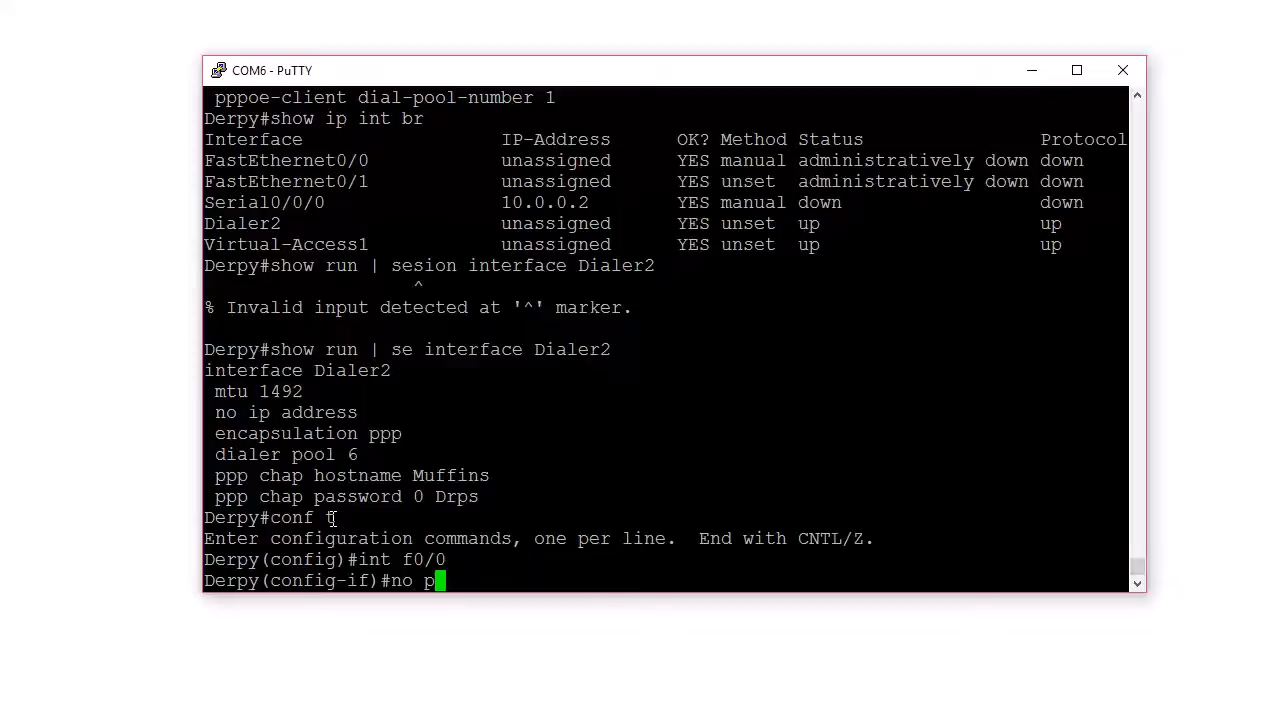 COM6 - PuTTY
pppoe-client dial-pool-number 1
Derpy#show ip int br
Interface IP-Address OK? Method Status Protocol
FastEthernet0/0 unassigned YES manual administratively down down
FastEthernet0/1 unassigned YES unset administratively down down
Serial0/0/0 10.0.0.2 YES manual down down
Dialer2 unassigned YES unset up up
Virtual-Access1 unassigned YES unset up up
Derpy#show run | sesion interface Dialer2
^
% Invalid input detected at '^' marker.
Derpy#show run | se interface Dialer2
interface Dialer2
mtu 1492
no ip address
encapsulation ppp
dialer pool 6
ppp chap hostname Muffins
ppp chap password 0 Drps
Derpy#conf t
Enter configuration commands, one per line. End with CNTL/Z.
Derpy(config)#int f0/0
Derpy(config-if)#no p